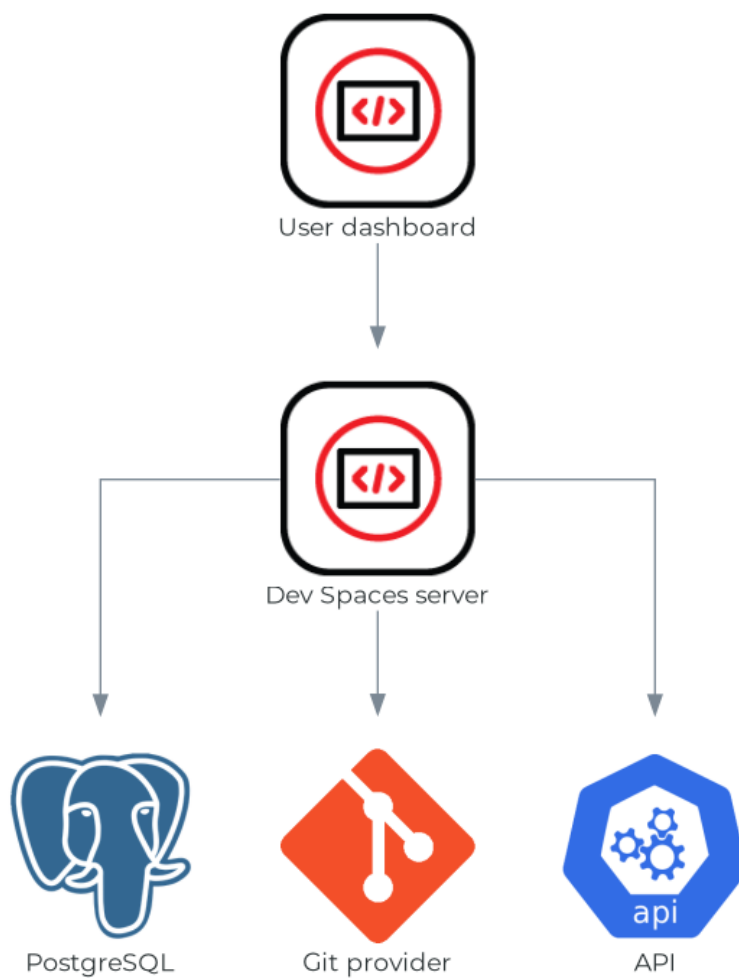 </>
User dashboard
</>
Dev Spaces server
api
PostgreSQL
Git provider
API